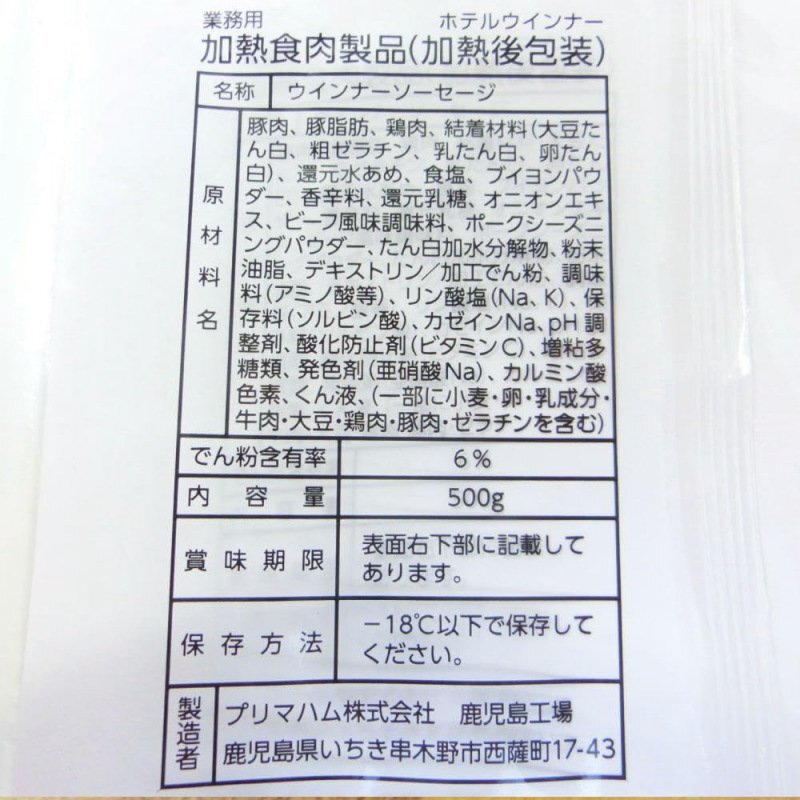 業務用 ホテルウインナー
加熱食肉製品(加熱後包装)
名称 ウインナーソーセージ
原材料名
豚肉、豚脂肪、鶏肉、結着材料(大豆た
ん白、粗ゼラチン、乳たん白、卵たん
白)、還元水あめ、食塩、ブイヨンパウ
ダー、香辛料、還元乳糖、オニオンエキ
ス、ビーフ風味調味料、ポークシーズニ
ングパウダー、たん白加水分解物、粉末
油脂、デキストリン/加工でん粉、調味
料(アミノ酸等)、リン酸塩(Na、K)、保
存料(ソルビン酸)、カゼインNa、pH調
整剤、酸化防止剤(ビタミンC)、増粘多
糖類、発色剤(亜硝酸Na)、カルミン酸
色素、くん液、(一部に小麦・卵・乳成分・
牛肉・大豆・鶏肉・豚肉・ゼラチンを含む)
でん粉含有率 6%
内容量 500g
賞味期限 表面右下部に記載して
あります。
保存方法 −18℃以下で保存して
ください。
製造者 プリマハム株式会社 鹿児島工場
鹿児島県いちき串木野市西薩町17-43